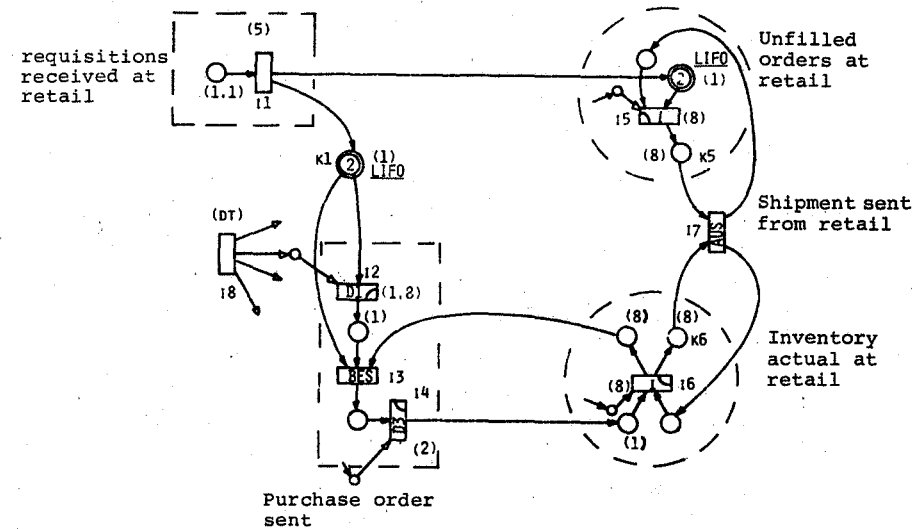 requisitions
received at
retail
(5)
(1,1)
I1
Unfilled
orders at
retail
LIFO
2
(1)
I5
(8)
(8)
K5
K1
2
(1)
LIFO
(DT)
I8
I2
(1,2)
(1)
Shipment sent
from retail
I7
AUS
BES
I3
I4
D3
(2)
(8)
(8)
K6
(8)
I
I6
(1)
Inventory
actual at
retail
Purchase order
sent